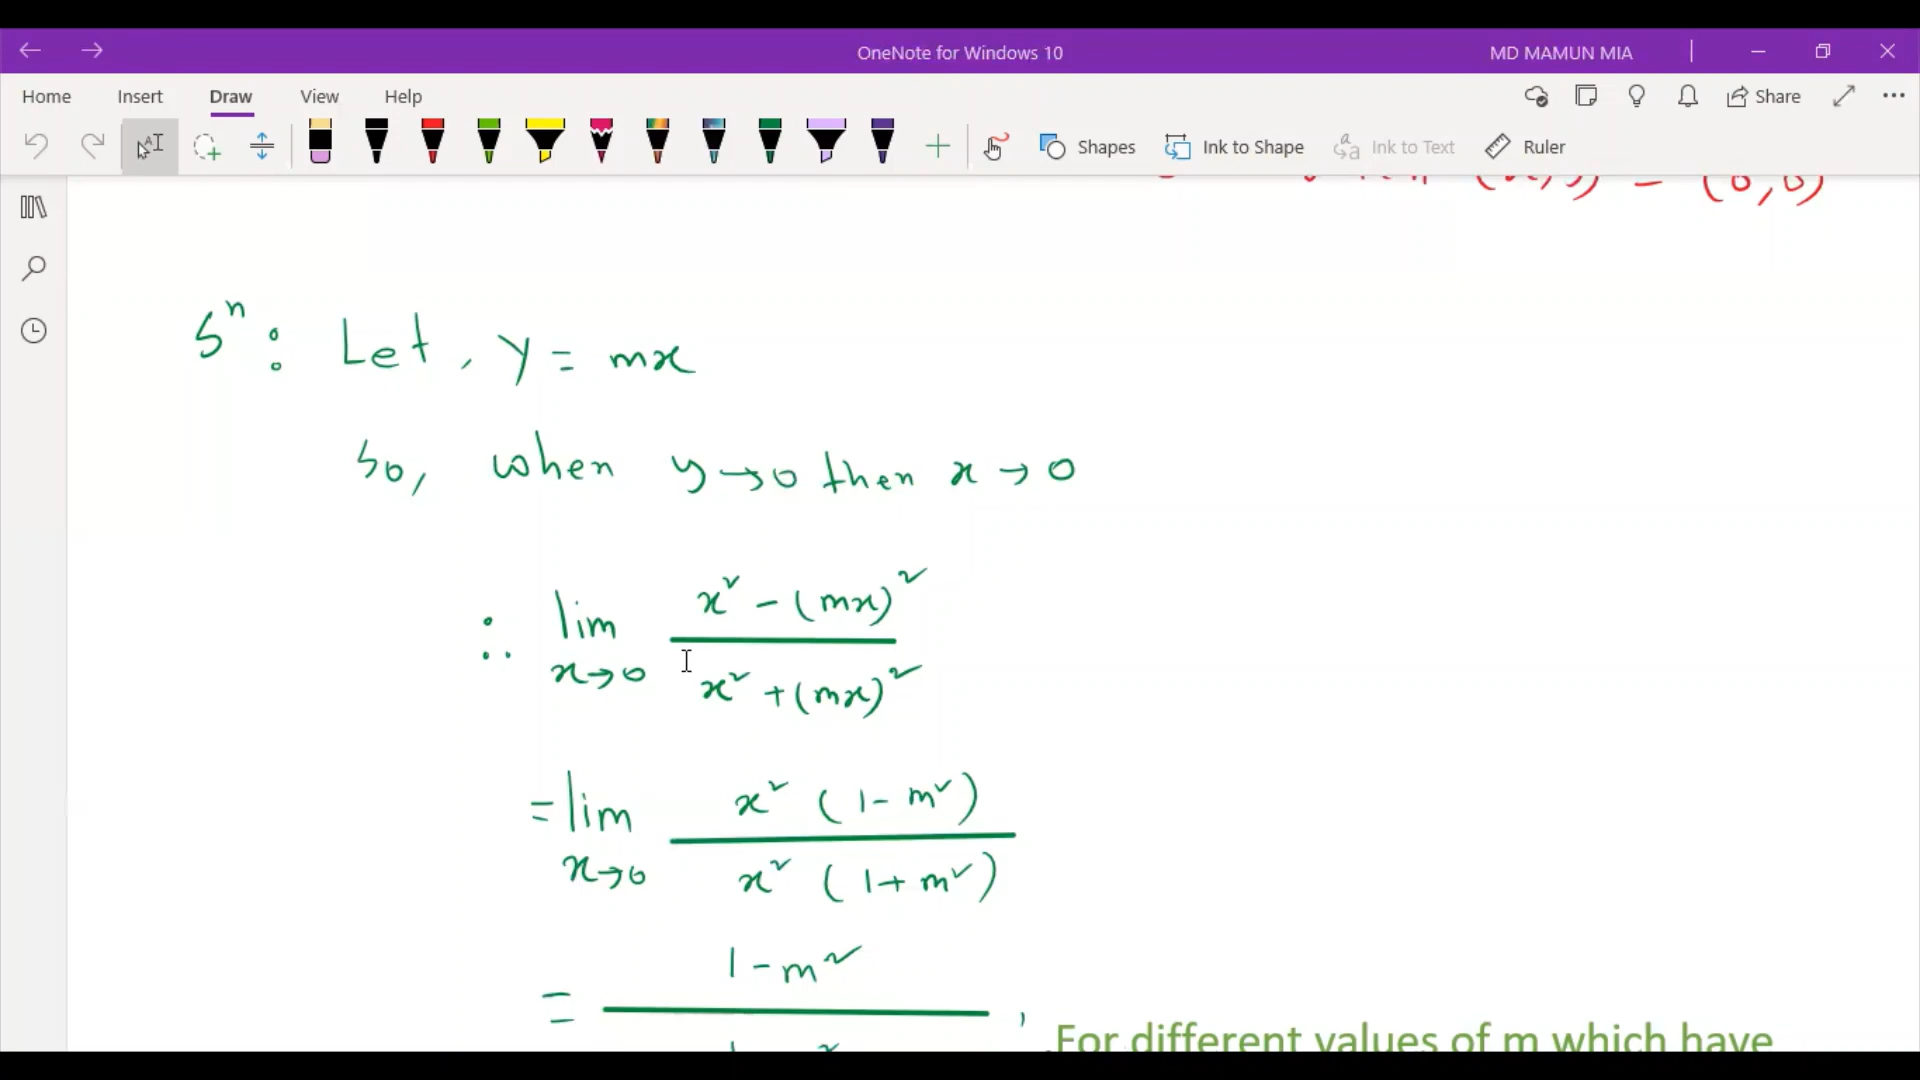 OneNote for Windows 10
MD MAMUN MIA
Home Insert Draw View Help
Share
Shapes Ink to Shape Ink to Text Ruler
(x,y) = (0,0)
Sⁿ: Let, y = mx
So, when y→0 then x→0
∴ lim x→0 x² - (mx)² / x² + (mx)²
= lim x→0 x² (1 - m²) / x² (1 + m²)
= 1 - m²
,
For different values of m which have